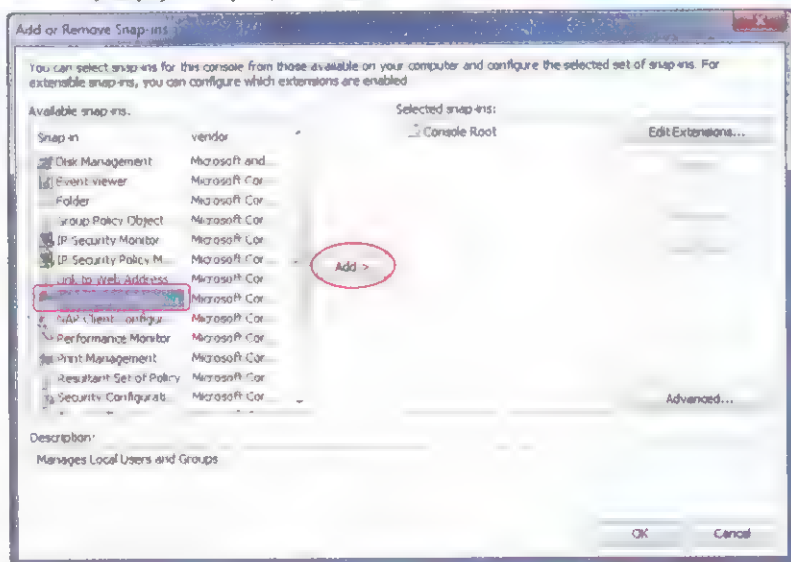 Add or Remove Snap-ins
You can select snap-ins for this console from those available on your computer and configure the selected set of snap-ins. For
extensible snap-ins, you can configure which extensions are enabled
Available snap-ins:
Selected snap-ins:
Snap-in vendor
Console Root
Edit Extensions...
Disk Management Microsoft and
Event Viewer Microsoft Cor
Folder Microsoft Cor
Group Policy Object Microsoft Cor
IP Security Monitor Microsoft Cor
IP Security Policy M... Microsoft Cor
Link to Web Address Microsoft Cor
Microsoft Cor
NAP Client Configur Microsoft Cor
Performance Monitor Microsoft Cor
Print Management Microsoft Cor
Resultant Set of Policy Microsoft Cor
Security Configurati... Microsoft Cor
Add >
Advanced...
Description:
Manages Local Users and Groups
OK Cancel